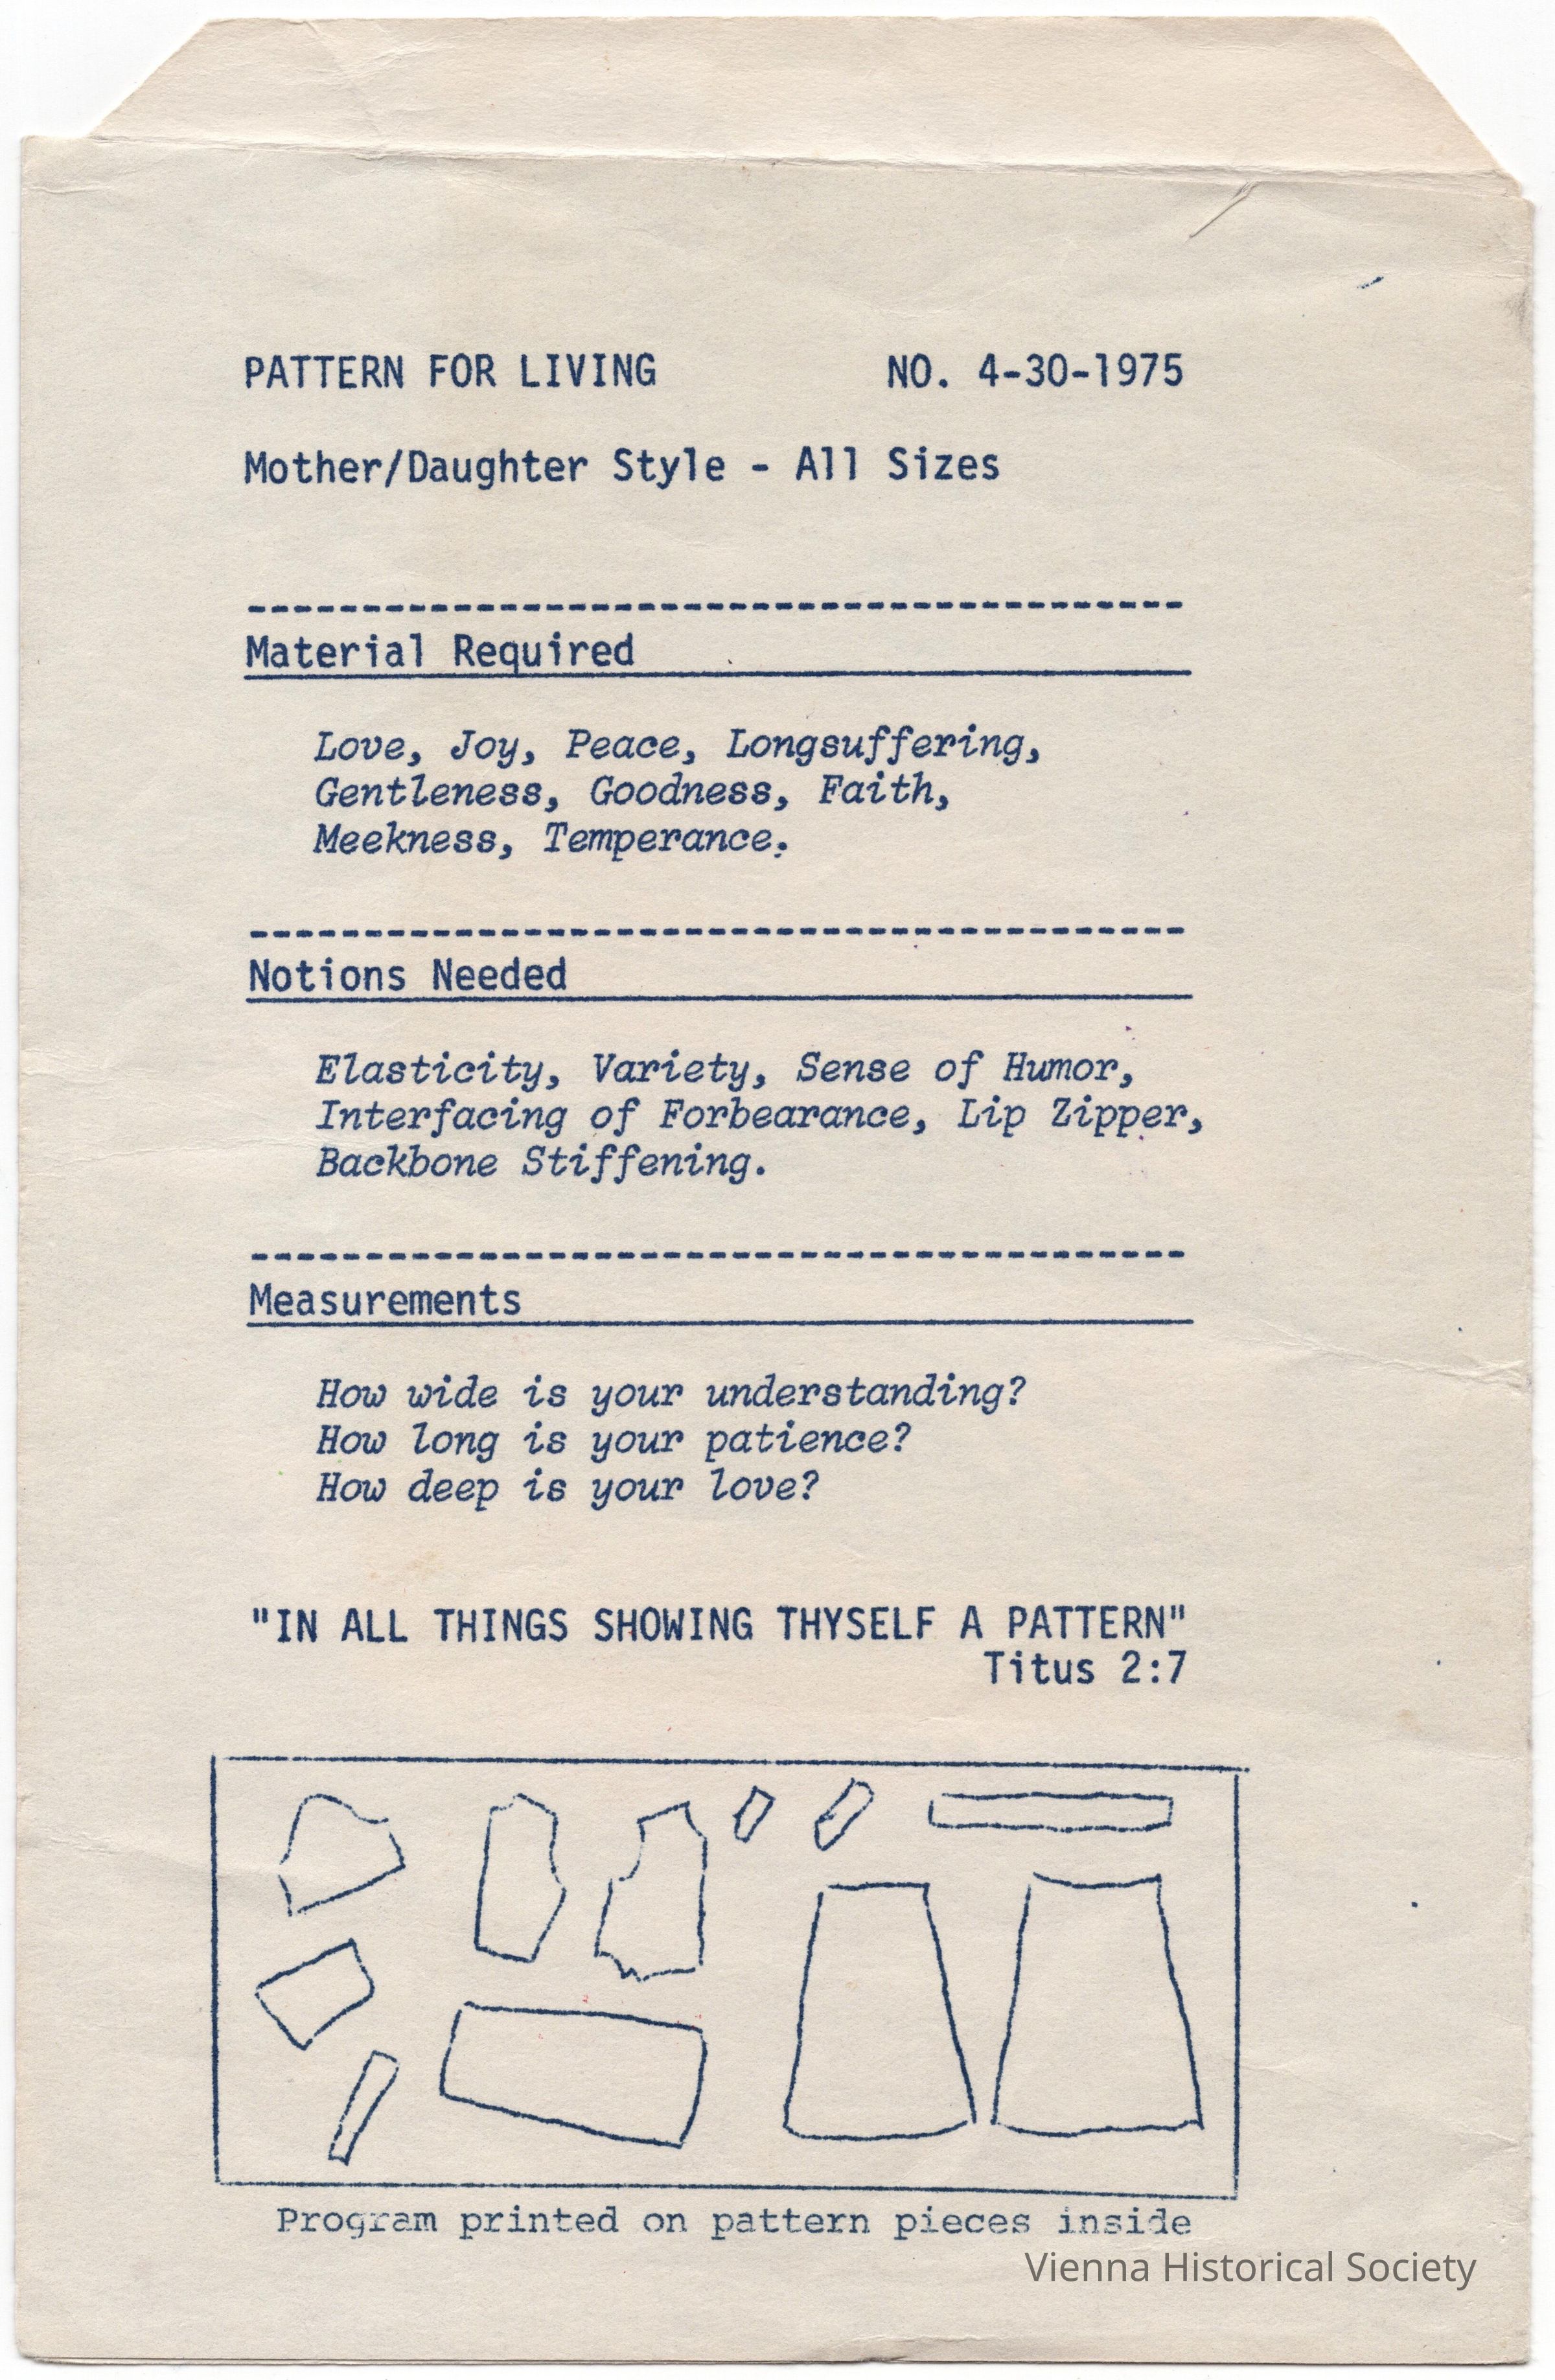 PATTERN FOR LIVING NO. 4-30-1975
Mother/Daughter Style - All Sizes
Material Required
Love, Joy, Peace, Longsuffering,
Gentleness, Goodness, Faith,
Meekness, Temperance.
Notions Needed
Elasticity, Variety, Sense of Humor,
Interfacing of Forbearance, Lip Zipper,
Backbone Stiffening.
Measurements
How wide is your understanding?
How long is your patience?
How deep is your love?
"IN ALL THINGS SHOWING THYSELF A PATTERN"
Titus 2:7
Program printed on pattern pieces inside
Vienna Historical Society